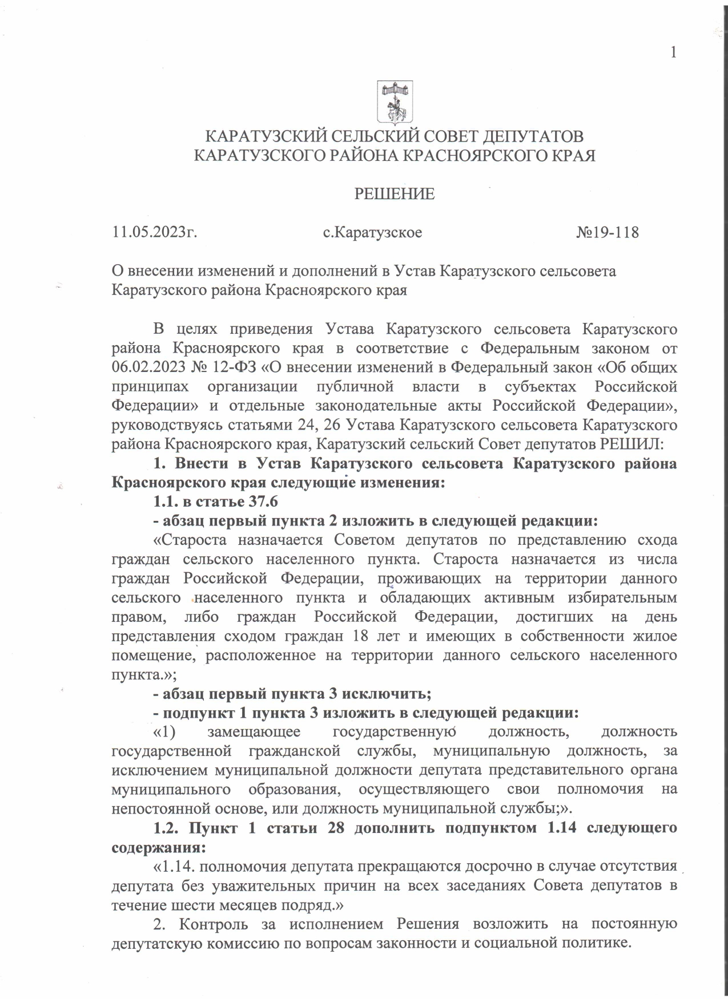 1
КАРАТУЗСКИЙ СЕЛЬСКИЙ СОВЕТ ДЕПУТАТОВ
КАРАТУЗСКОГО РАЙОНА КРАСНОЯРСКОГО КРАЯ
РЕШЕНИЕ
11.05.2023г. с.Каратузское №19-118
О внесении изменений и дополнений в Устав Каратузского сельсовета
Каратузского района Красноярского края
В целях приведения Устава Каратузского сельсовета Каратузского
района Красноярского края в соответствие с Федеральным законом от
06.02.2023 № 12-ФЗ «О внесении изменений в Федеральный закон «Об общих
принципах организации публичной власти в субъектах Российской
Федерации» и отдельные законодательные акты Российской Федерации»,
руководствуясь статьями 24, 26 Устава Каратузского сельсовета Каратузского
района Красноярского края, Каратузский сельский Совет депутатов РЕШИЛ:
1. Внести в Устав Каратузского сельсовета Каратузского района
Красноярского края следующие изменения:
1.1. в статье 37.6
- абзац первый пункта 2 изложить в следующей редакции:
«Староста назначается Советом депутатов по представлению схода
граждан сельского населенного пункта. Староста назначается из числа
граждан Российской Федерации, проживающих на территории данного
сельского населенного пункта и обладающих активным избирательным
правом, либо граждан Российской Федерации, достигших на день
представления сходом граждан 18 лет и имеющих в собственности жилое
помещение, расположенное на территории данного сельского населенного
пункта.»;
- абзац первый пункта 3 исключить;
- подпункт 1 пункта 3 изложить в следующей редакции:
«1) замещающее государственную должность, должность
государственной гражданской службы, муниципальную должность, за
исключением муниципальной должности депутата представительного органа
муниципального образования, осуществляющего свои полномочия на
непостоянной основе, или должность муниципальной службы;».
1.2. Пункт 1 статьи 28 дополнить подпунктом 1.14 следующего
содержания:
«1.14. полномочия депутата прекращаются досрочно в случае отсутствия
депутата без уважительных причин на всех заседаниях Совета депутатов в
течение шести месяцев подряд.»
2. Контроль за исполнением Решения возложить на постоянную
депутатскую комиссию по вопросам законности и социальной политике.